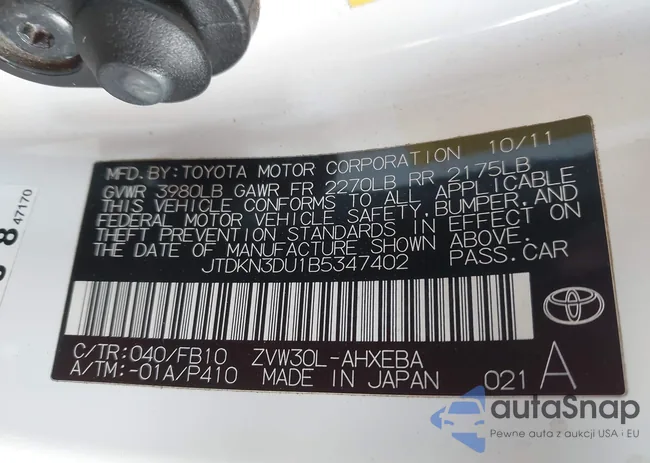 MFD. BY: TOYOTA MOTOR CORPORATION 10/11
GVWR 3980LB GAWR FR 2270LB RR 2175LB
THIS VEHICLE CONFORMS TO ALL APPLICABLE
FEDERAL MOTOR VEHICLE SAFETY, BUMPER, AND
THEFT PREVENTION STANDARDS IN EFFECT ON
THE DATE OF MANUFACTURE SHOWN ABOVE.
JTDKN3DU1B5347402 PASS. CAR
C/TR: 040/FB10 ZVW30L-AHXEBA
A/TM: -01A/P410 MADE IN JAPAN 021 A
47170
8
autaSnap
Pewne auta z aukcji USA i EU